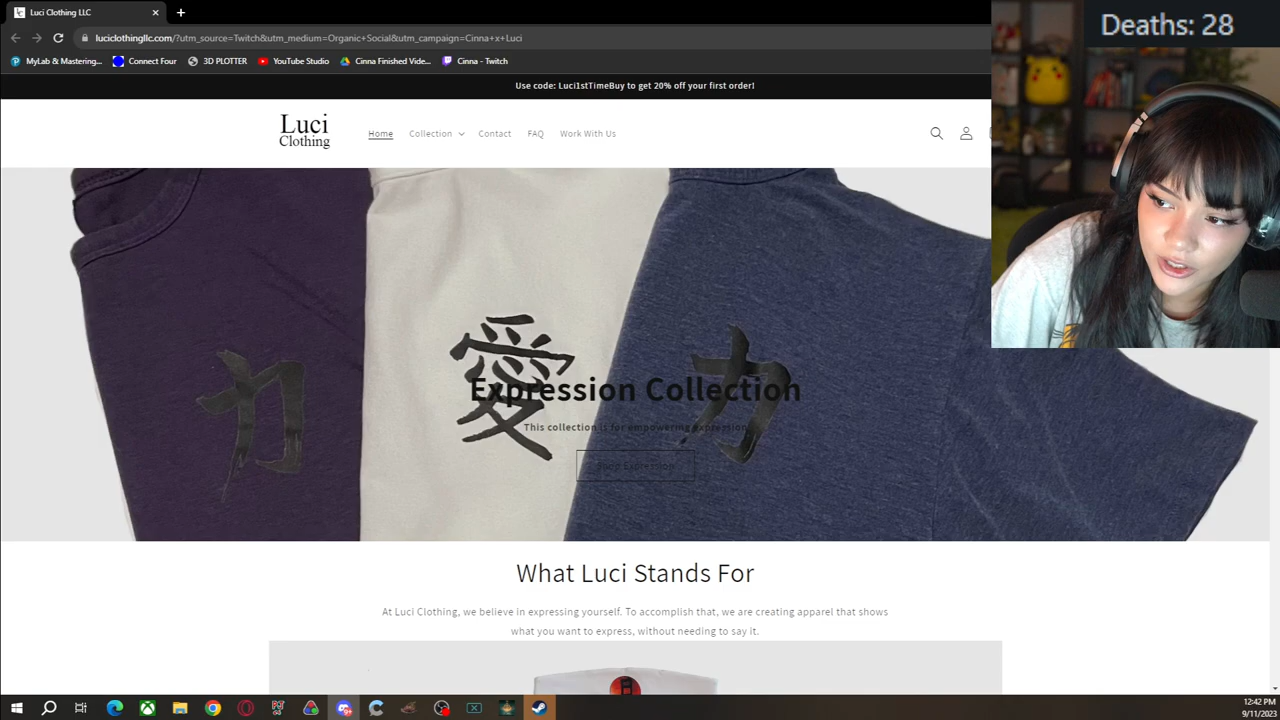 Luci Clothing LLC
Deaths: 28
luciclothingllc.com/?utm_source=Twitch&utm_medium=Organic+Social&utm_campaign=Cinna+x+Luci
MyLab & Mastering... Connect Four 3D PLOTTER YouTube Studio Cinna Finished Vide... Cinna - Twitch
Use code: Luci1stTimeBuy to get 20% off your first order!
Luci
Clothing
Home Collection Contact FAQ Work With Us
力 愛 力
Expression Collection
This collection is for empowering expression
Shop Expression
What Luci Stands For
At Luci Clothing, we believe in expressing yourself. To accomplish that, we are creating apparel that shows
what you want to express, without needing to say it.
12:42 PM
9/11/2023